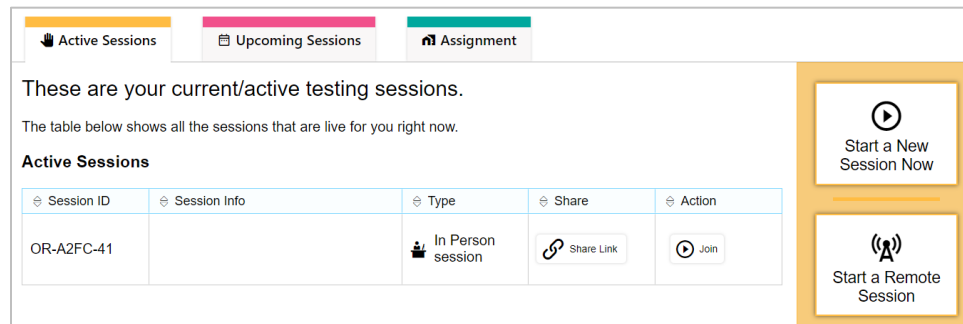 Active Sessions
Upcoming Sessions
Assignment
These are your current/active testing sessions.
The table below shows all the sessions that are live for you right now.
Active Sessions
Session ID
Session Info
Type
Share
Action
OR-A2FC-41
In Person
session
Share Link
Join
Start a New
Session Now
Start a Remote
Session